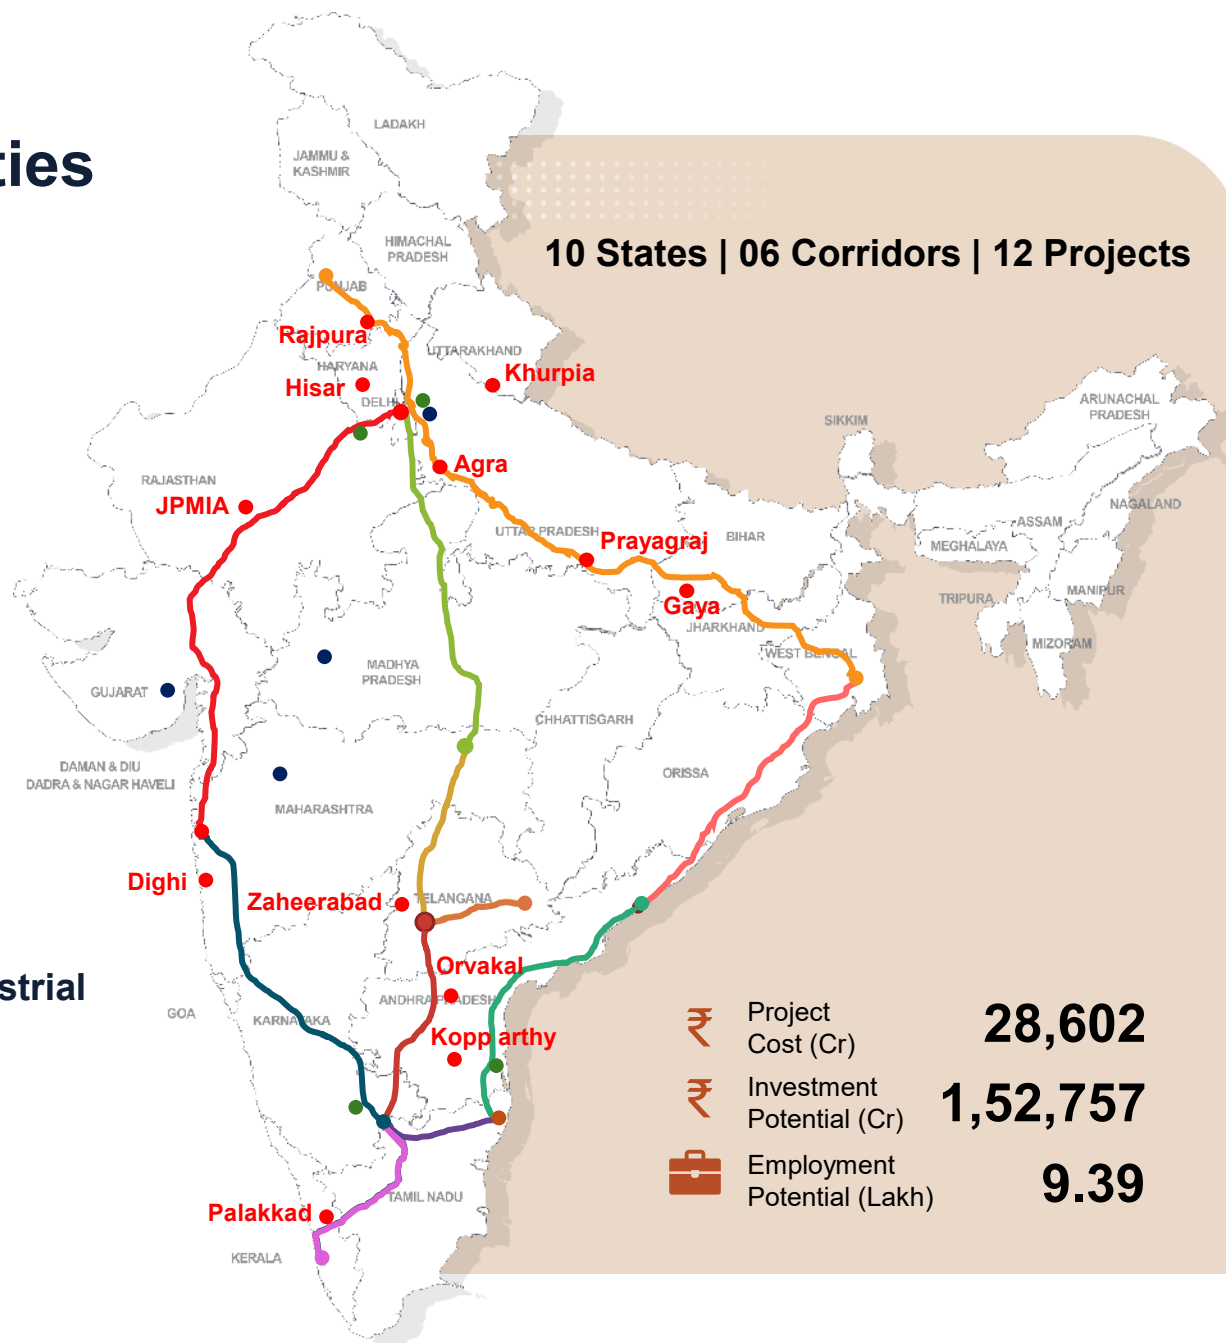 ties
10 States | 06 Corridors | 12 Projects
LADAKH
JAMMU &
KASHMIR
HIMACHAL
PRADESH
PUNJAB
Rajpura
UTTARAKHAND
HARYANA
Khurpia
Hisar
DELHI
ARUNACHAL
PRADESH
SIKKIM
Agra
RAJASTHAN
NAGALAND
JPMIA
ASSAM
UTTAR PRADESH
BIHAR
Prayagraj
MEGHALAYA
MANIPUR
TRIPURA
Gaya
JHARKHAND
MIZORAM
WEST BENGAL
MADHYA
PRADESH
GUJARAT
CHHATTISGARH
DAMAN & DIU
DADRA & NAGAR HAVELI
ORISSA
MAHARASHTRA
Dighi
Zaheerabad
TELANGANA
Orvakal
strial
ANDHRA PRADESH
GOA
KARNATAKA
Kopp arthy
Project
Cost (Cr)
28,602
Investment
Potential (Cr)
1,52,757
Employment
Potential (Lakh)
9.39
TAMIL NADU
Palakkad
KERALA